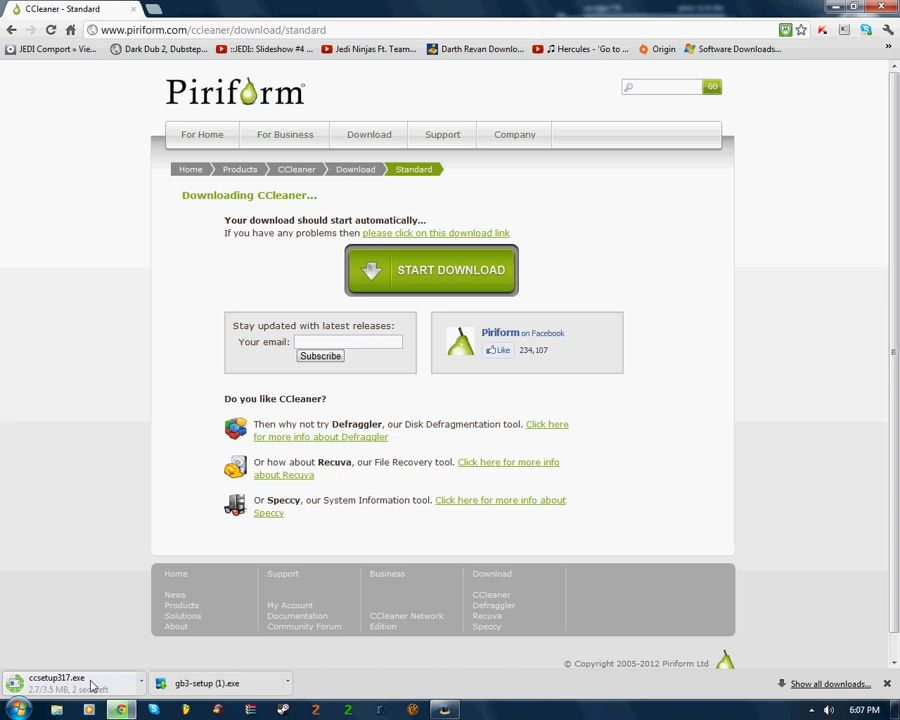 CCleaner - Standard
www.piriform.com/ccleaner/download/standard
JEDI Comport » Vie...
Dark Dub 2, Dubstep...
::JEDI:: Slideshow #4 ...
Jedi Ninjas Ft. Team...
Darth Revan Downlo...
♫ Hercules - 'Go to ...
Origin
Software Downloads...
»
Piriform
GO
For Home
For Business
Download
Support
Company
Home
Products
CCleaner
Download
Standard
Downloading CCleaner...
Your download should start automatically...
If you have any problems then please click on this download link
START DOWNLOAD
Stay updated with latest releases:
Your email:
Subscribe
Piriform on Facebook
Like
234,107
Do you like CCleaner?
Then why not try Defraggler, our Disk Defragmentation tool. Click here
for more info about Defraggler
Or how about Recuva, our File Recovery tool. Click here for more info
about Recuva
Or Speccy, our System Information tool. Click here for more info about
Speccy
Home
News
Products
Solutions
About
Support
My Account
Documentation
Community Forum
Business
CCleaner Network
Edition
Download
CCleaner
Defraggler
Recuva
Speccy
© Copyright 2005-2012 Piriform Ltd
ccsetup317.exe
2.7/3.5 MB, 2 sec left
gb3-setup (1).exe
Show all downloads...
6:07 PM